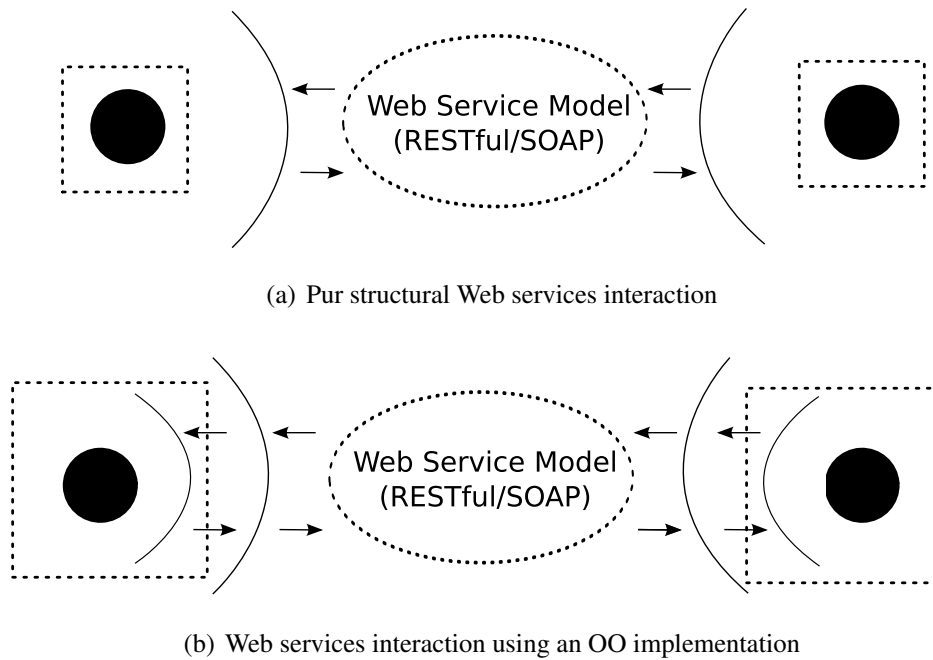 Web Service Model
(RESTful/SOAP)
(a) Pur structural Web services interaction
Web Service Model
(RESTful/SOAP)
(b) Web services interaction using an OO implementation